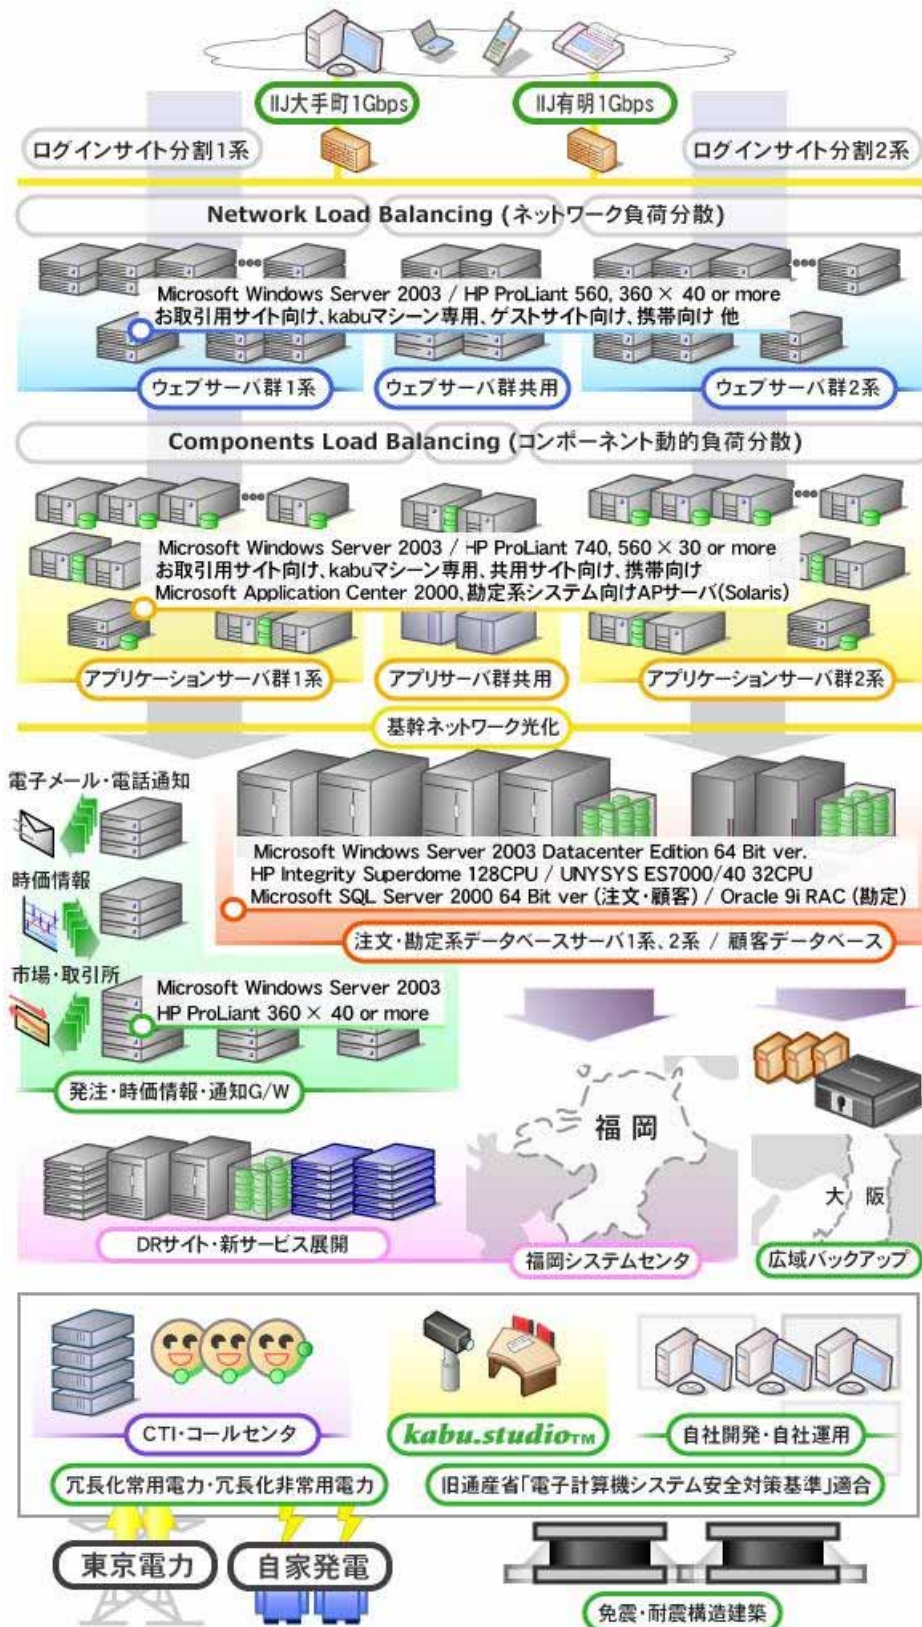 IIJ大手町1Gbps
IIJ有明1Gbps
ログインサイト分割1系
ログインサイト分割2系
Network Load Balancing (ネットワーク負荷分散)
Microsoft Windows Server 2003 / HP ProLiant 560, 360 × 40 or more
お取引用サイト向け、kabuマシーン専用、ゲストサイト向け、携帯向け 他
ウェブサーバ群1系
ウェブサーバ群共用
ウェブサーバ群2系
Components Load Balancing (コンポーネント動的負荷分散)
Microsoft Windows Server 2003 / HP ProLiant 740, 560 × 30 or more
お取引用サイト向け、kabuマシーン専用、共用サイト向け、携帯向け
Microsoft Application Center 2000、勘定系システム向けAPサーバ(Solaris)
アプリケーションサーバ群1系
アプリサーバ群共用
アプリケーションサーバ群2系
基幹ネットワーク光化
電子メール・電話通知
時価情報
市場・取引所
Microsoft Windows Server 2003 Datacenter Edition 64 Bit ver.
HP Integrity Superdome 128CPU / UNYSYS ES7000/40 32CPU
Microsoft SQL Server 2000 64 Bit ver (注文・顧客) / Oracle 9i RAC (勘定)
注文・勘定系データベースサーバ1系、2系 / 顧客データベース
Microsoft Windows Server 2003
HP ProLiant 360 × 40 or more
発注・時価情報・通知G/W
福岡
大阪
DRサイト・新サービス展開
福岡システムセンタ
広域バックアップ
CTI・コールセンタ
kabu.studio™
自社開発・自社運用
冗長化常用電力・冗長化非常用電力
旧通産省「電子計算機システム安全対策基準」適合
東京電力
自家発電
免震・耐震構造建築